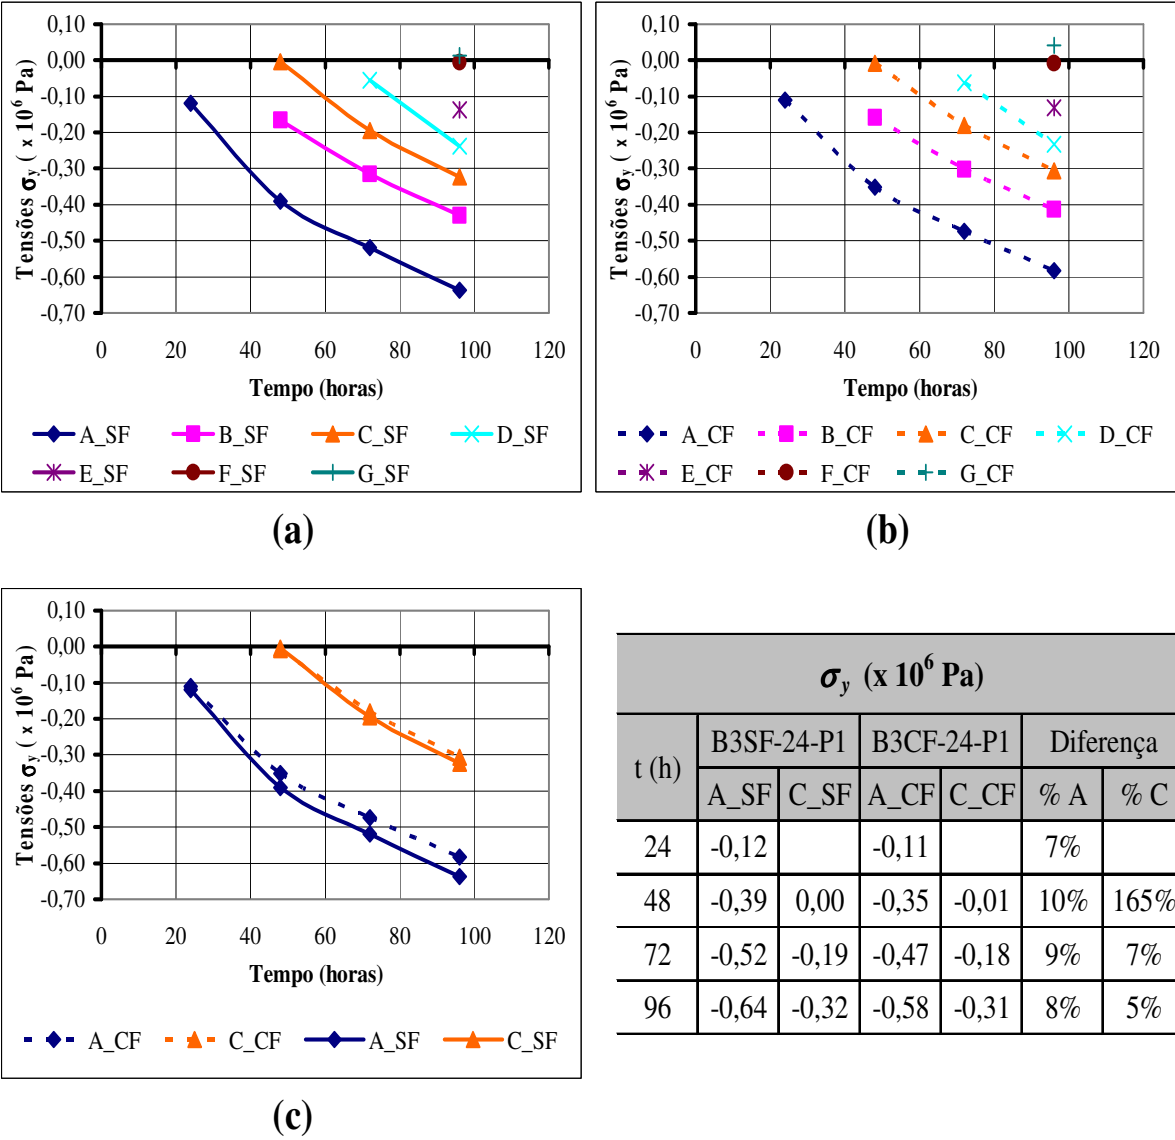 0,10
0,00
-0,10
-0,20
-0,30
-0,40
-0,50
-0,60
-0,70
Tensões σy ( x 10^6 Pa)
0 20 40 60 80 100 120
Tempo (horas)
A_SF B_SF C_SF D_SF
E_SF F_SF G_SF
(a)
0,10
0,00
-0,10
-0,20
-0,30
-0,40
-0,50
-0,60
-0,70
Tensões σy ( x 10^6 Pa)
0 20 40 60 80 100 120
Tempo (horas)
A_CF B_CF C_CF D_CF
E_CF F_CF G_CF
(b)
0,10
0,00
-0,10
-0,20
-0,30
-0,40
-0,50
-0,60
-0,70
Tensões σy ( x 10^6 Pa)
0 20 40 60 80 100 120
Tempo (horas)
A_CF C_CF A_SF C_SF
(c)
σy (x 10^6 Pa)
t (h) B3SF-24-P1 B3CF-24-P1 Diferença
A_SF C_SF A_CF C_CF % A % C
24 -0,12 -0,11 7%
48 -0,39 0,00 -0,35 -0,01 10% 165%
72 -0,52 -0,19 -0,47 -0,18 9% 7%
96 -0,64 -0,32 -0,58 -0,31 8% 5%